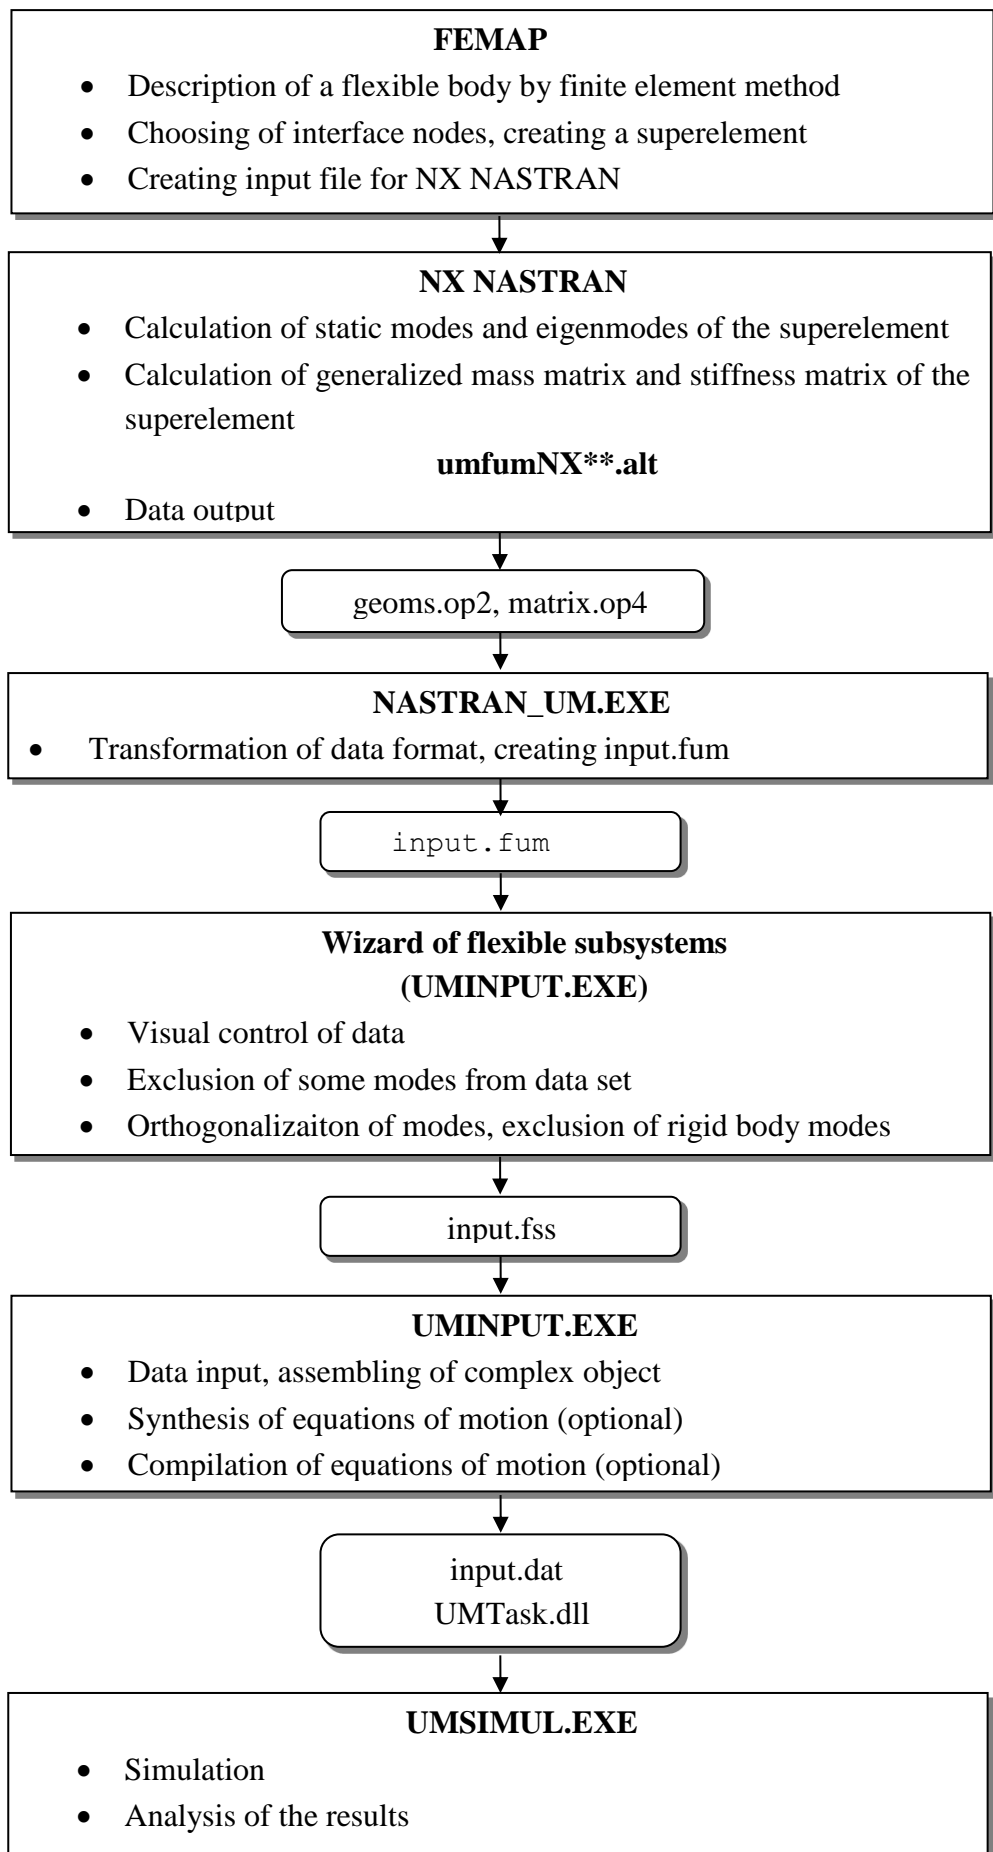 FEMAP
• Description of a flexible body by finite element method
• Choosing of interface nodes, creating a superelement
• Creating input file for NX NASTRAN
NX NASTRAN
• Calculation of static modes and eigenmodes of the superelement
• Calculation of generalized mass matrix and stiffness matrix of the
superelement
umfumNX**.alt
• Data output
geoms.op2, matrix.op4
NASTRAN_UM.EXE
• Transformation of data format, creating input.fum
input.fum
Wizard of flexible subsystems
(UMINPUT.EXE)
• Visual control of data
• Exclusion of some modes from data set
• Orthogonalizaiton of modes, exclusion of rigid body modes
input.fss
UMINPUT.EXE
• Data input, assembling of complex object
• Synthesis of equations of motion (optional)
• Compilation of equations of motion (optional)
input.dat
UMTask.dll
UMSIMUL.EXE
• Simulation
• Analysis of the results